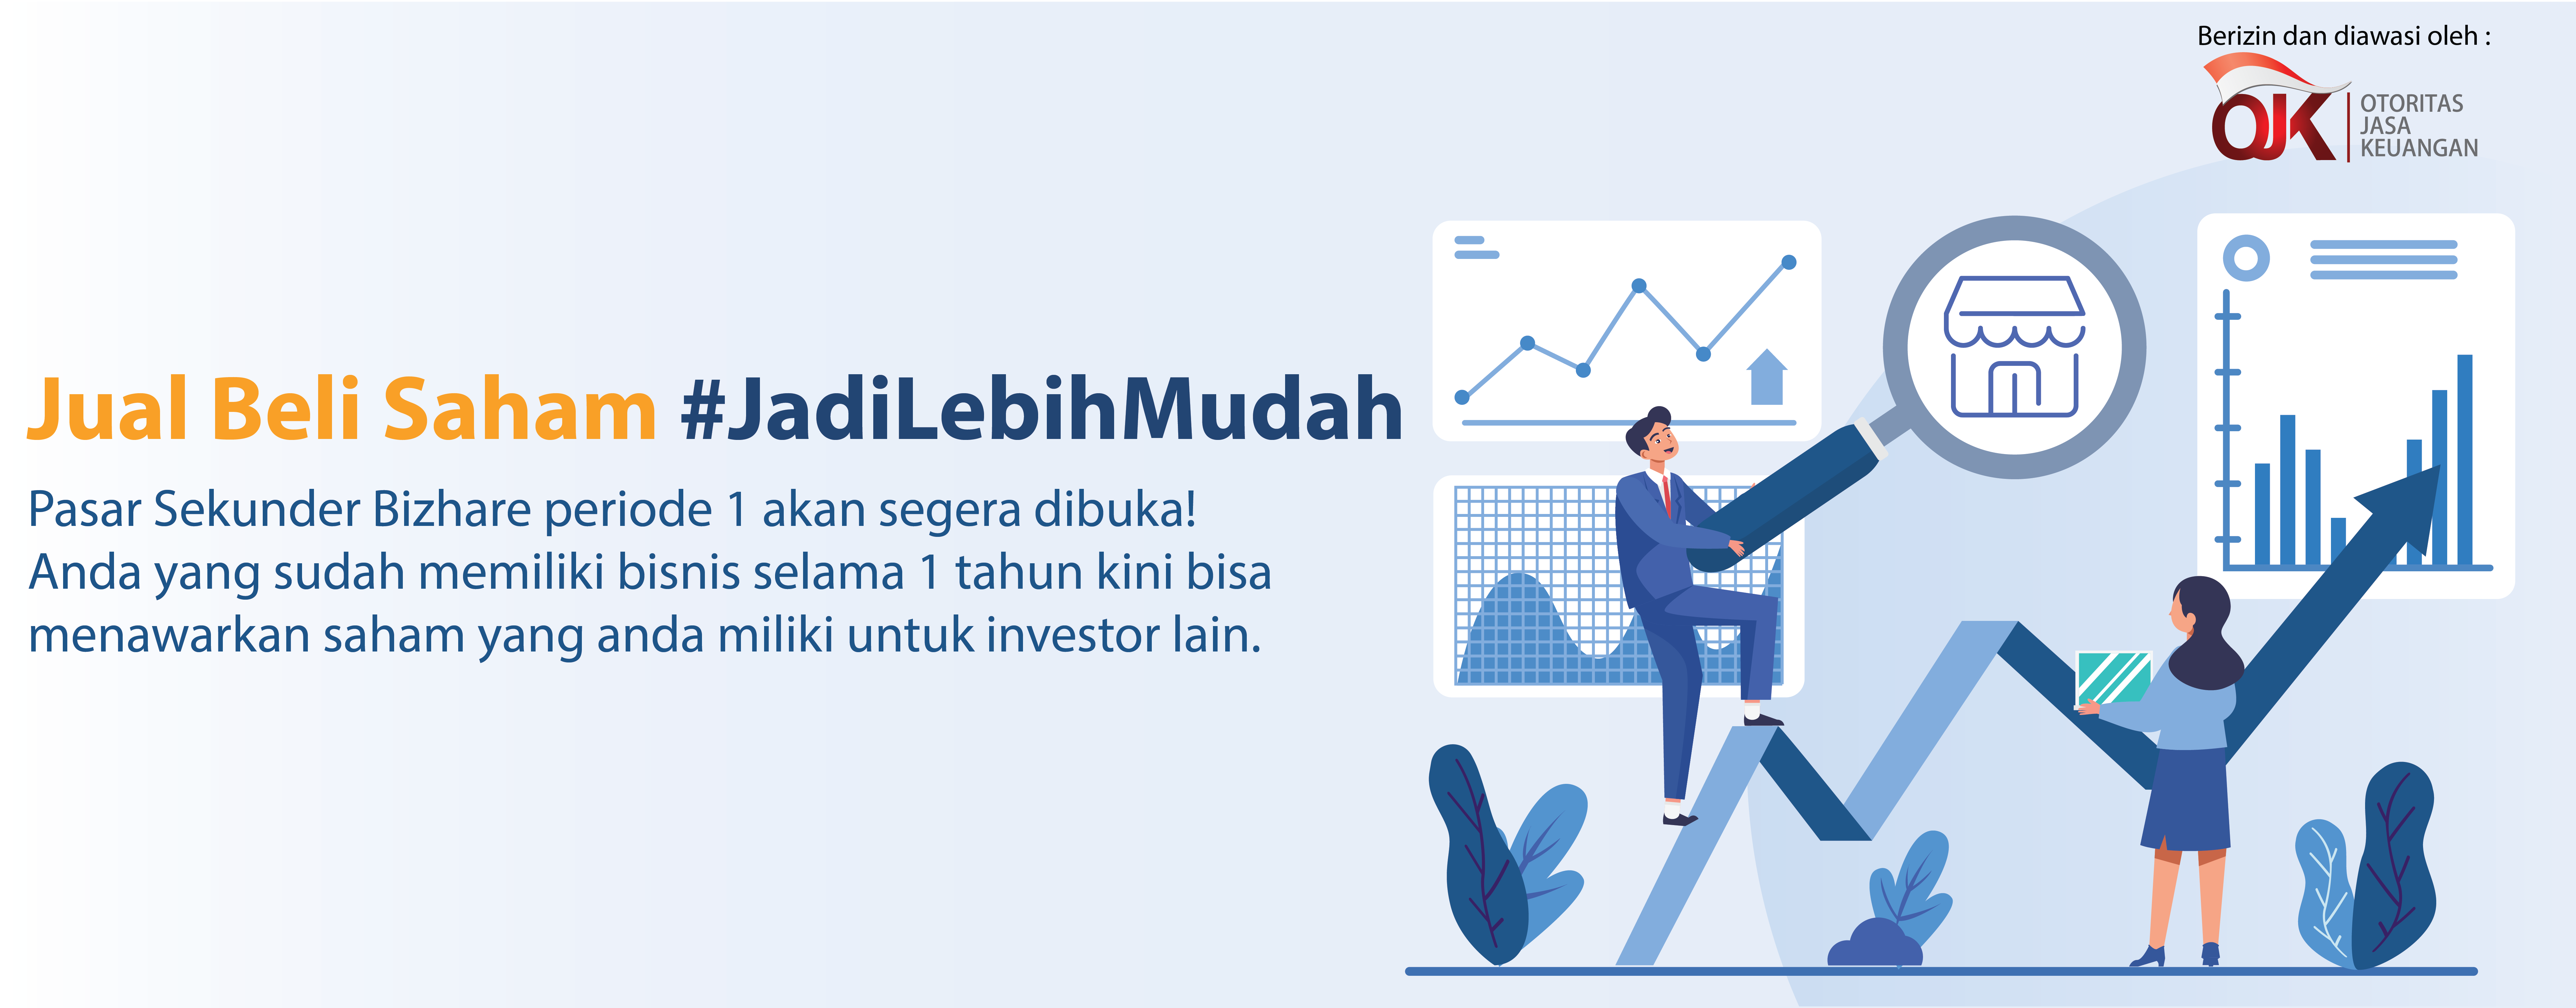 Berizin dan diawasi oleh :
OJK
OTORITAS
JASA
KEUANGAN
Jual Beli Saham #JadiLebihMudah
Pasar Sekunder Bizhare periode 1 akan segera dibuka!
Anda yang sudah memiliki bisnis selama 1 tahun kini bisa
menawarkan saham yang anda miliki untuk investor lain.